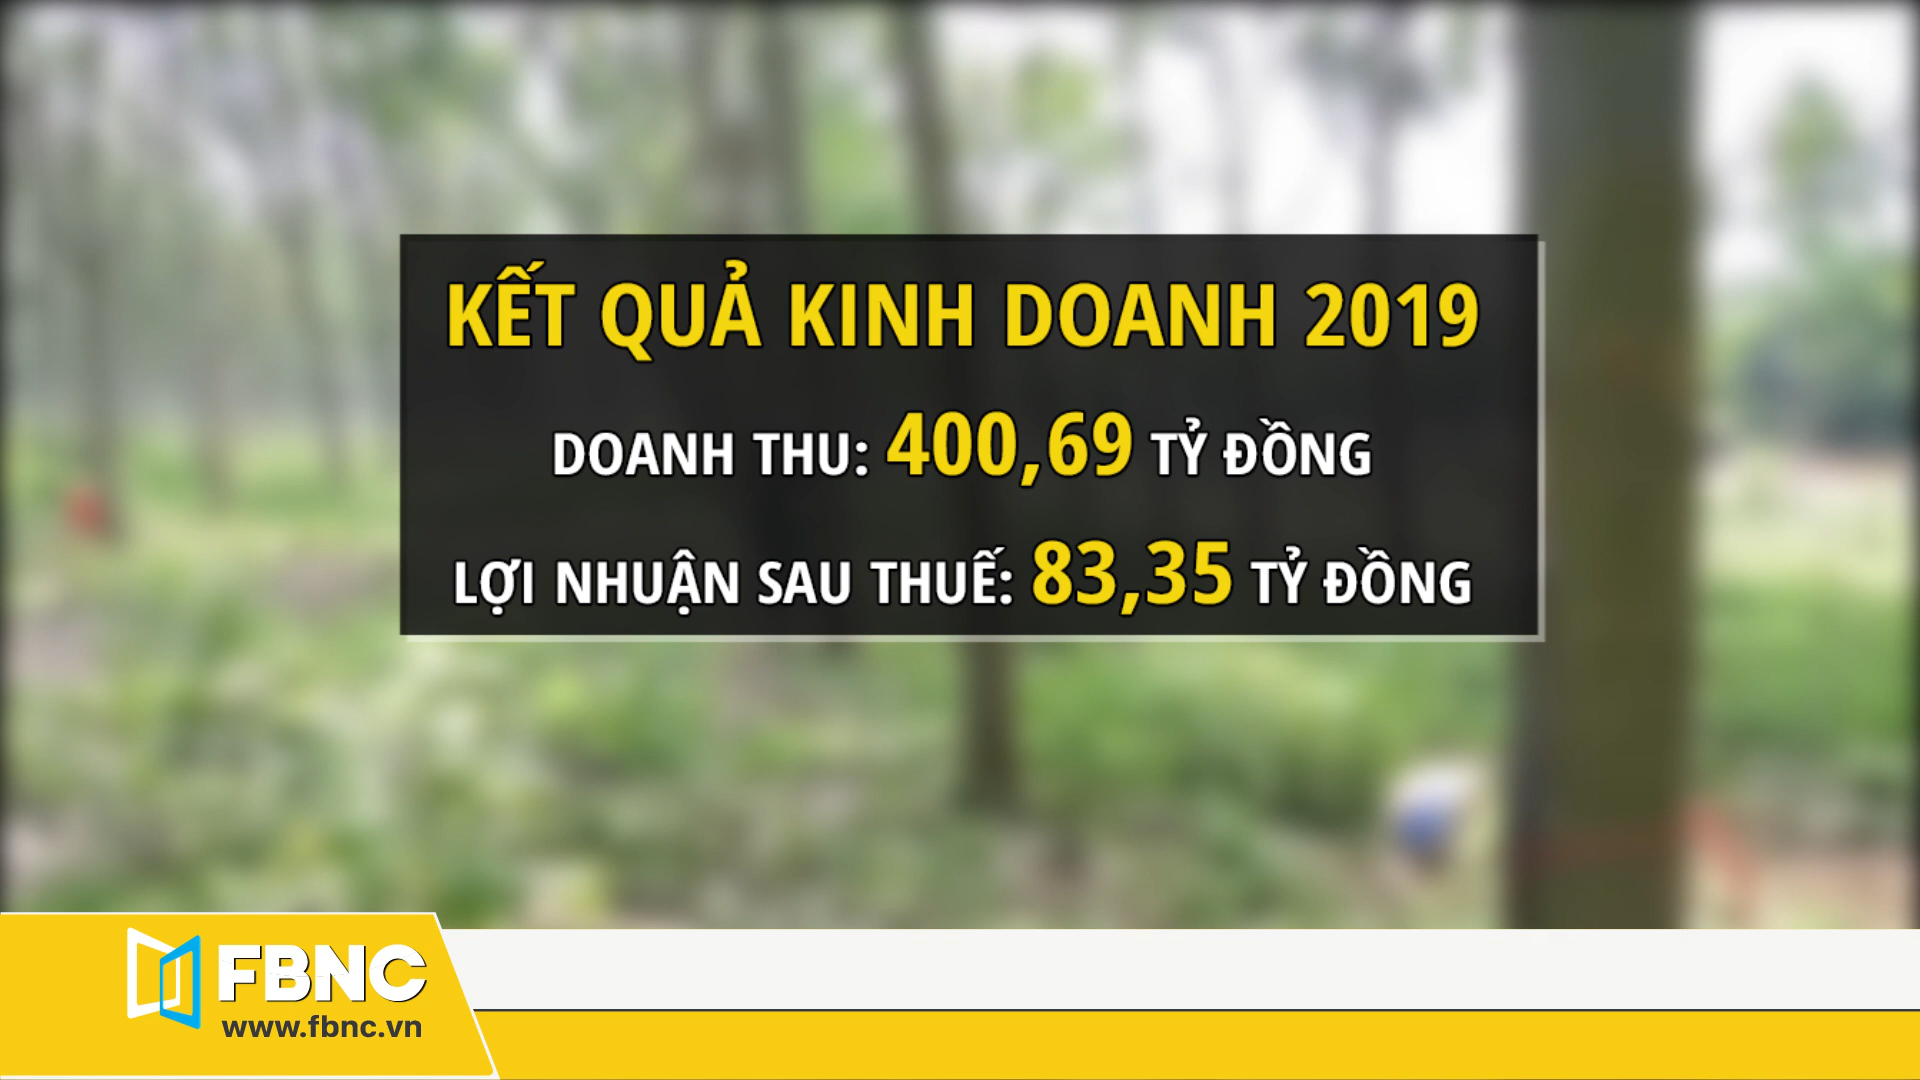 KẾT QUẢ KINH DOANH 2019
DOANH THU: 400,69 TỶ ĐỒNG
LỢI NHUẬN SAU THUẾ: 83,35 TỶ ĐỒNG
FBNC
www.fbnc.vn